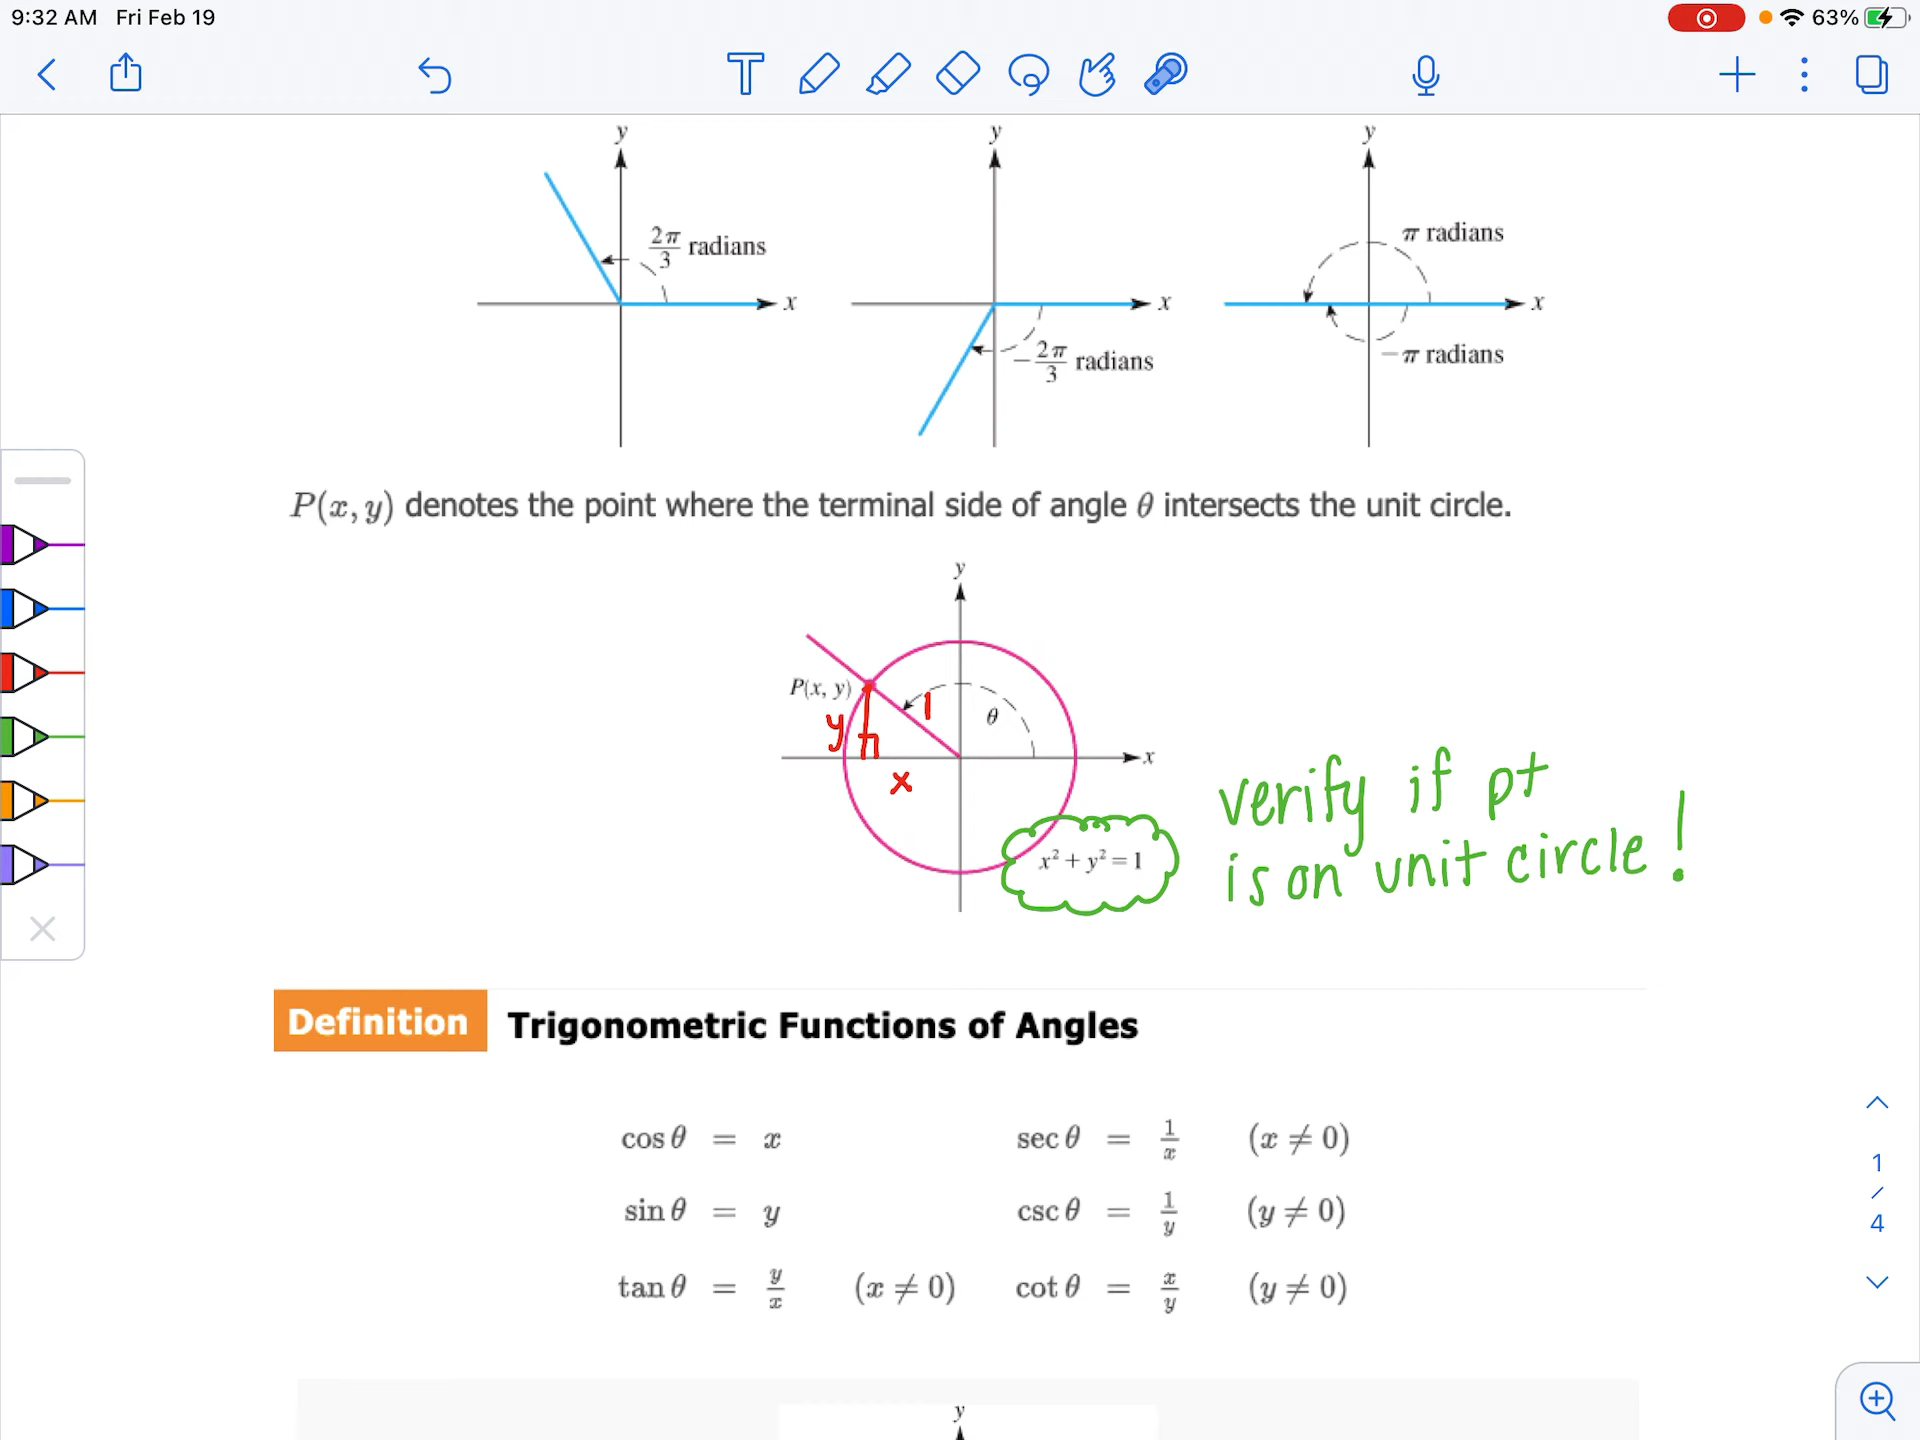 9:32 AM Fri Feb 19
63%
T
y y y
2π/3 radians
x
−2π/3 radians
x
π radians
x
−π radians
P(x, y) denotes the point where the terminal side of angle θ intersects the unit circle.
y
P(x, y)
1
θ
y
x
x
x² + y² = 1
verify if pt
is on unit circle!
Definition Trigonometric Functions of Angles
cos θ = x sec θ = 1/x (x ≠ 0)
sin θ = y csc θ = 1/y (y ≠ 0)
tan θ = y/x (x ≠ 0) cot θ = x/y (y ≠ 0)
1
/
4
y